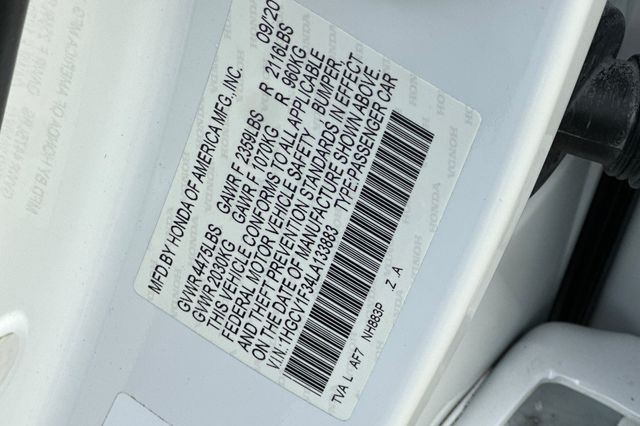 MFD BY HONDA OF AMERICA MFG., INC. 09/20
GVWR 4475LBS GAWR F 2359LBS R 2116LBS
GVWR 2030KG GAWR F 1070KG R 960KG
THIS VEHICLE CONFORMS TO ALL APPLICABLE
FEDERAL MOTOR VEHICLE SAFETY, BUMPER,
AND THEFT PREVENTION STANDARDS IN EFFECT
ON THE DATE OF MANUFACTURE SHOWN ABOVE.
V.I.N.:1HGCV1F34LA133883 TYPE:PASSENGER CAR
TVA L AF7 NH883P Z A